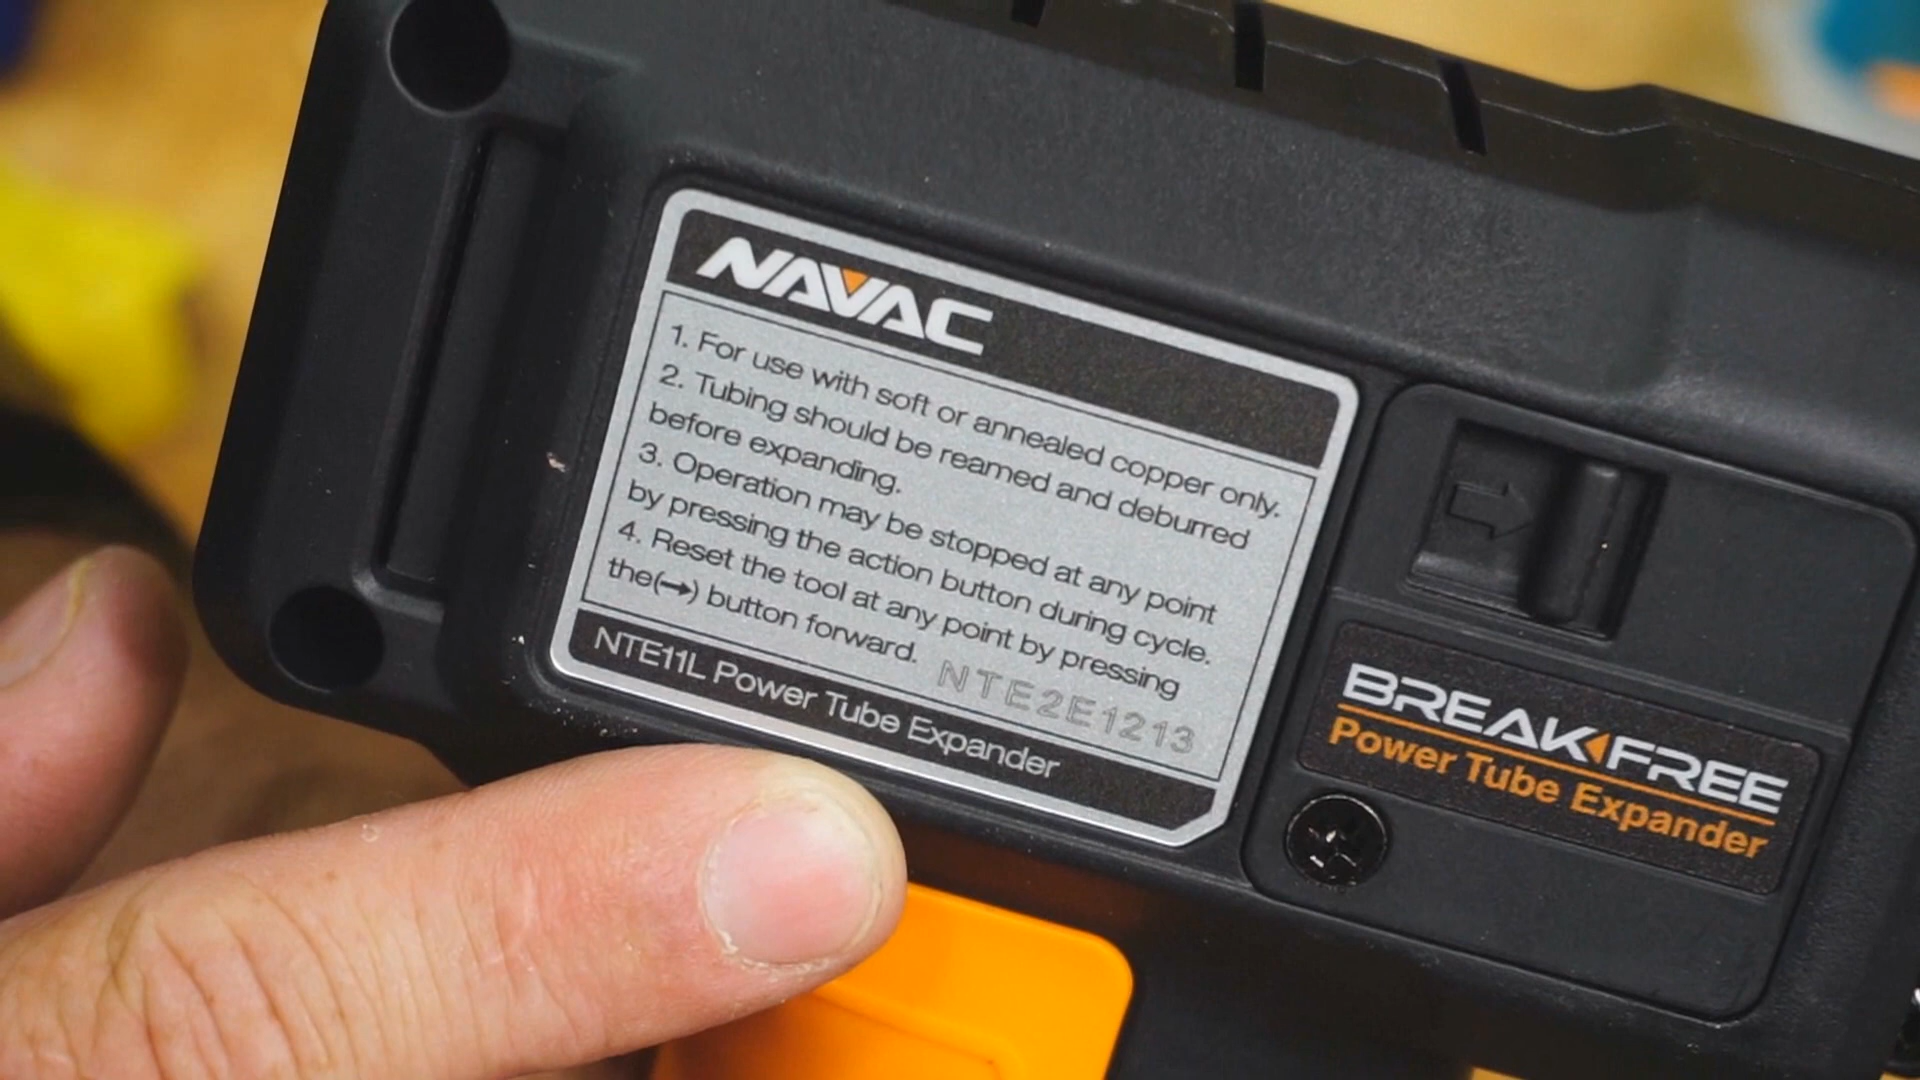 NAVAC
1. For use with soft or annealed copper only.
2. Tubing should be reamed and deburred
before expanding.
3. Operation may be stopped at any point
by pressing the action button during cycle.
4. Reset the tool at any point by pressing
the(→) button forward.
NTE2E1213
NTE11L Power Tube Expander
BREAK FREE
Power Tube Expander